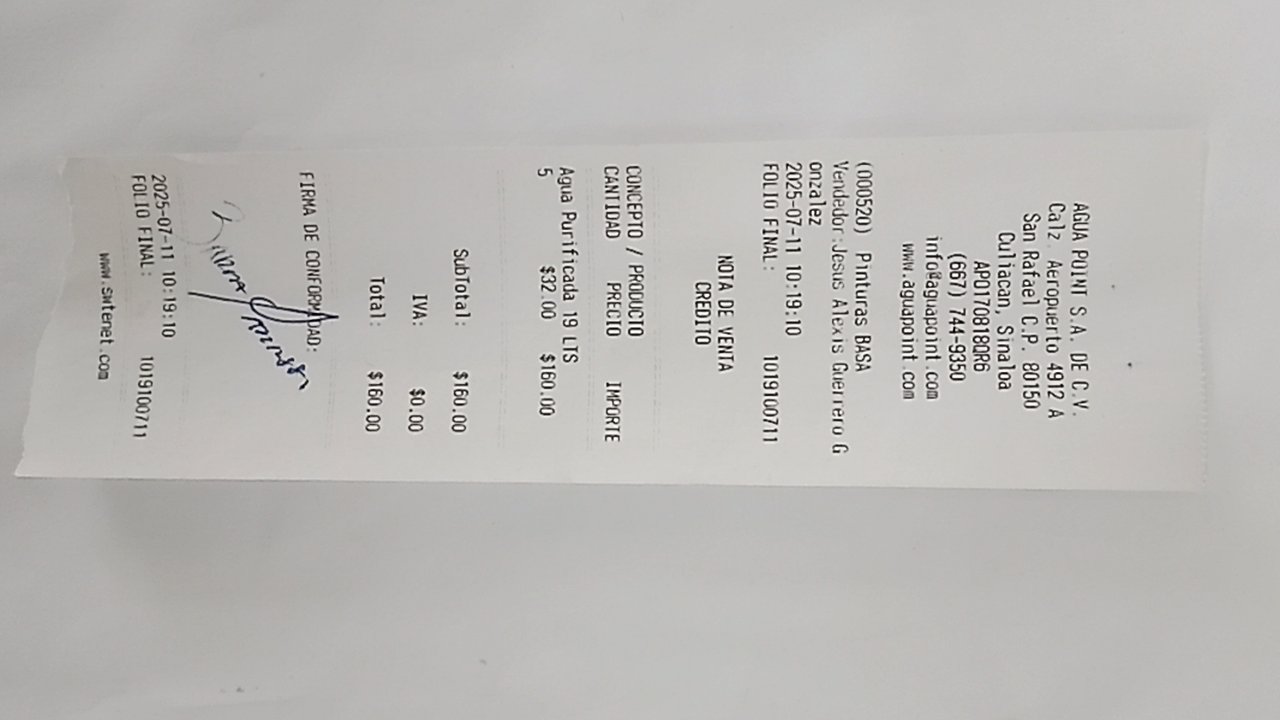 AGUA POINT S.A. DE C.V.
Calz. Aeropuerto 4912 A
San Rafael C.P. 80150
Culiacan, Sinaloa
APO170818QR6
(667) 744-9350
info@aguapoint.com
www.aguapoint.com
(000520) Pinturas BASA
Vendedor:Jesus Alexis Guerrero G
onzalez
2025-07-11 10:19:10
FOLIO FINAL: 1019100711
NOTA DE VENTA
CREDITO
CONCEPTO / PRODUCTO
CANTIDAD PRECIO IMPORTE
Agua Purificada 19 LTS
5 $32.00 $160.00
SubTotal: $160.00
IVA: $0.00
Total: $160.00
FIRMA DE CONFORMADAD:
2025-07-11 10:19:10
FOLIO FINAL: 1019100711
www.swtenet.com